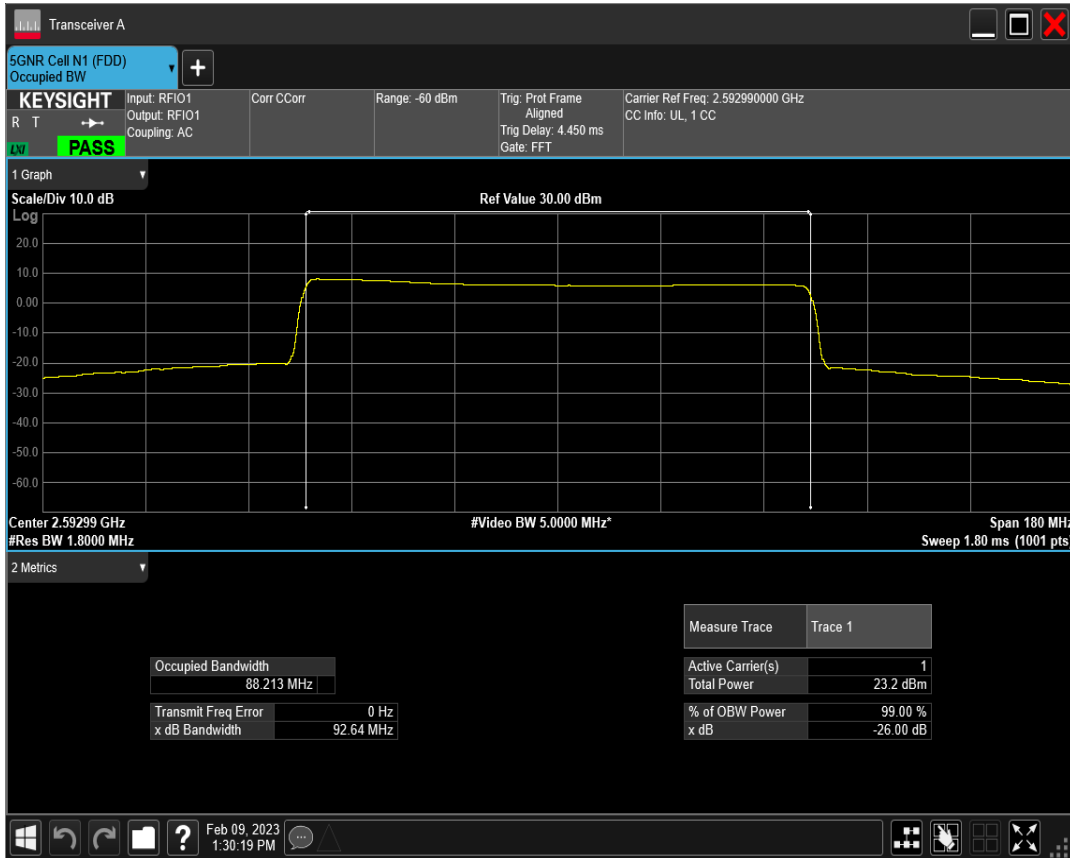 Transceiver A
5GNR Cell N1 (FDD)
Occupied BW
+
KEYSIGHT
R T
LXI
PASS
Input: RFIO1
Output: RFIO1
Coupling: AC
Corr CCorr
Range: -60 dBm
Trig: Prot Frame
Aligned
Trig Delay: 4.450 ms
Gate: FFT
Carrier Ref Freq: 2.592990000 GHz
CC Info: UL, 1 CC
1 Graph
Scale/Div 10.0 dB
Ref Value 30.00 dBm
Log
20.0
10.0
0.00
-10.0
-20.0
-30.0
-40.0
-50.0
-60.0
Center 2.59299 GHz
#Video BW 5.0000 MHz*
Span 180 MHz
#Res BW 1.8000 MHz
Sweep 1.80 ms (1001 pts)
2 Metrics
Measure Trace Trace 1
Occupied Bandwidth
88.213 MHz
Active Carrier(s) 1
Total Power 23.2 dBm
Transmit Freq Error 0 Hz
x dB Bandwidth 92.64 MHz
% of OBW Power 99.00 %
x dB -26.00 dB
?
Feb 09, 2023
1:30:19 PM